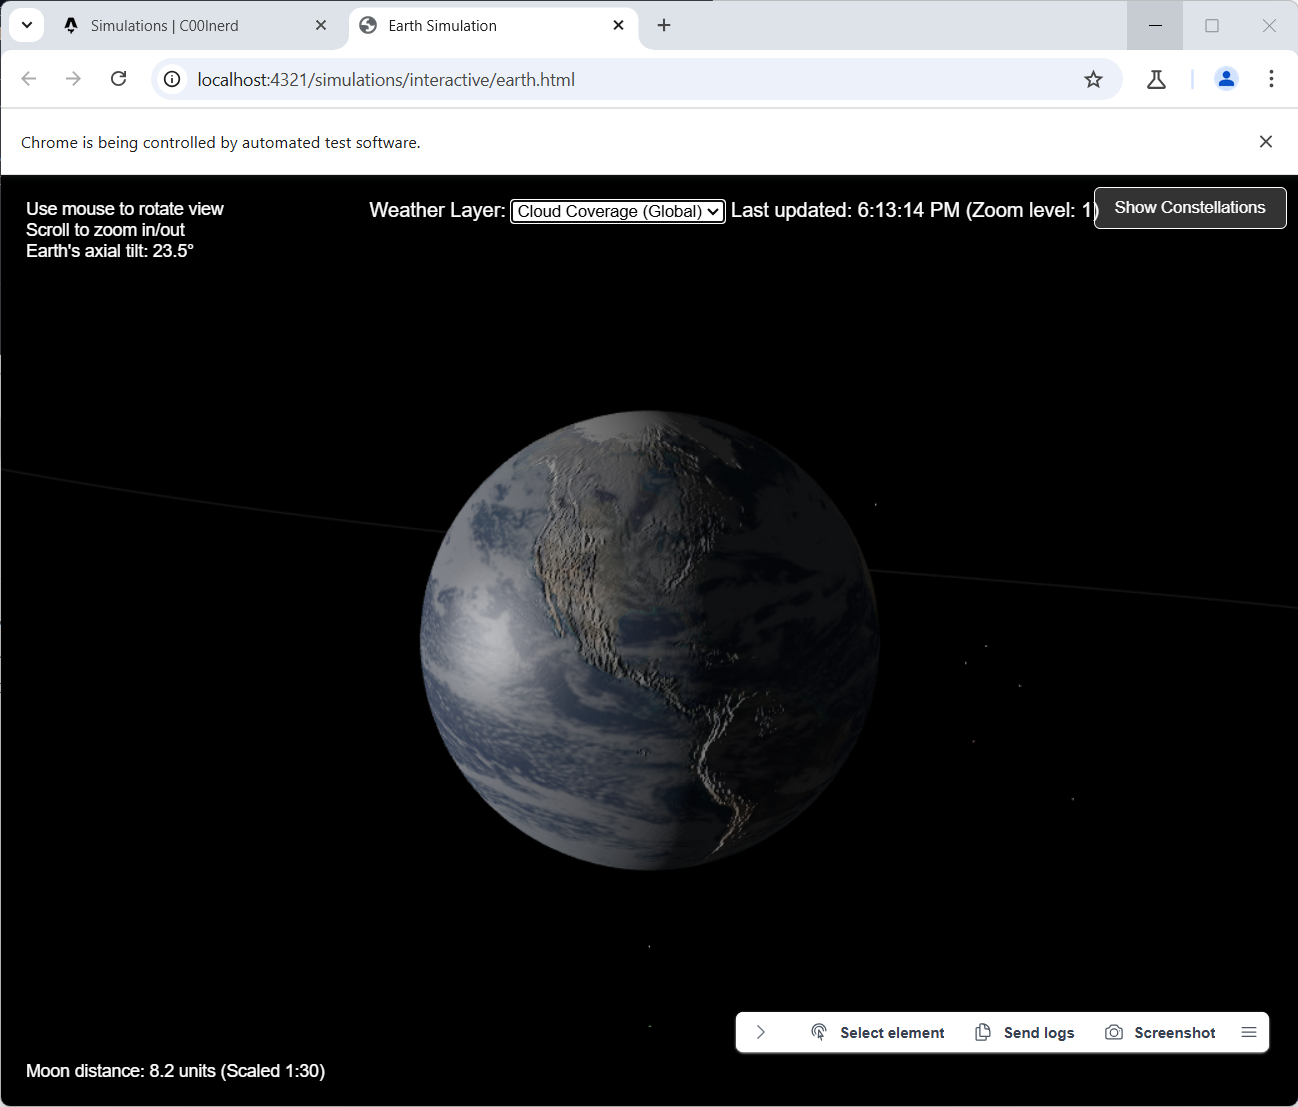 Simulations | C00lnerd
Earth Simulation
localhost:4321/simulations/interactive/earth.html
Chrome is being controlled by automated test software.
Use mouse to rotate view
Scroll to zoom in/out
Earth's axial tilt: 23.5°
Weather Layer: Cloud Coverage (Global) Last updated: 6:13:14 PM (Zoom level: 1)
Show Constellations
Select element Send logs Screenshot
Moon distance: 8.2 units (Scaled 1:30)